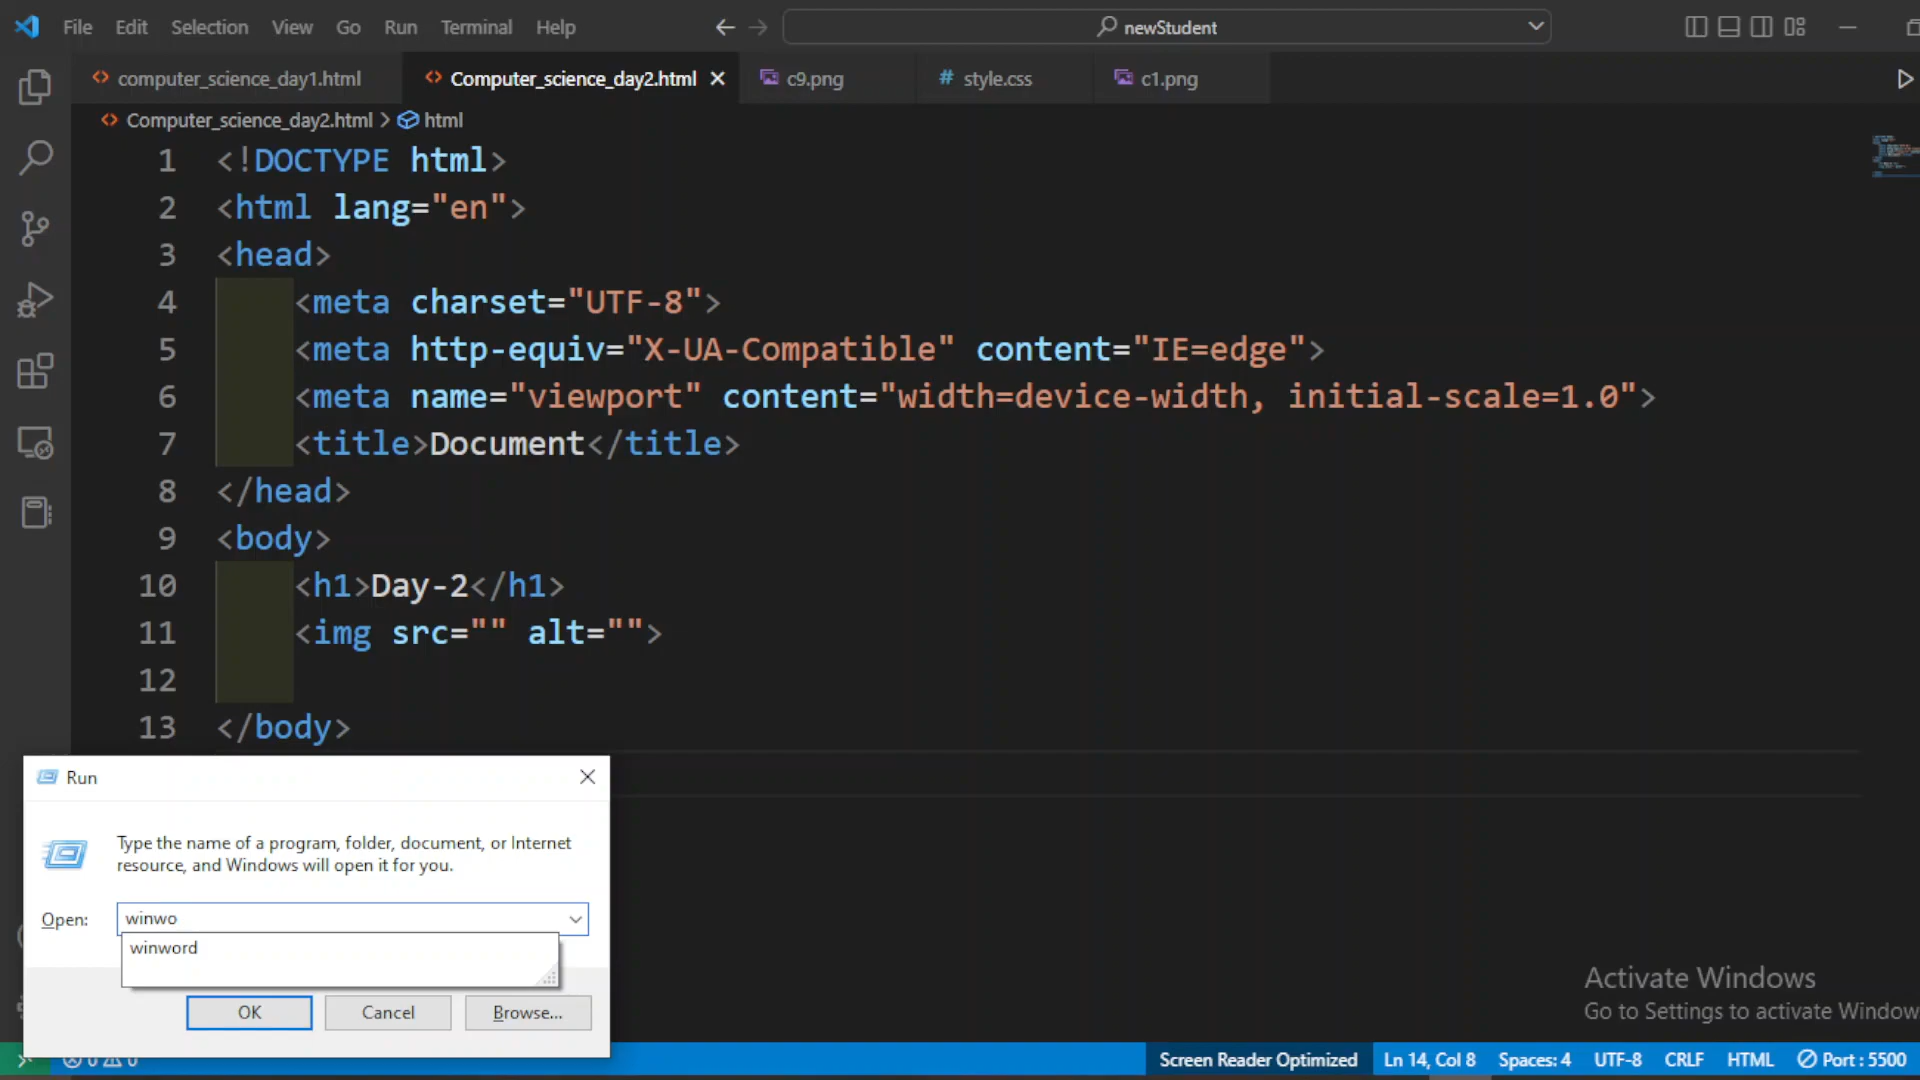 File Edit Selection View Go Run Terminal Help newStudent
computer_science_day1.html Computer_science_day2.html c9.png # style.css c1.png
Computer_science_day2.html > html
1 <!DOCTYPE html>
2 <html lang="en">
3 <head>
4 <meta charset="UTF-8">
5 <meta http-equiv="X-UA-Compatible" content="IE=edge">
6 <meta name="viewport" content="width=device-width, initial-scale=1.0">
7 <title>Document</title>
8 </head>
9 <body>
10 <h1>Day-2</h1>
11 <img src="" alt="">
12
13 </body>
Run
Type the name of a program, folder, document, or Internet
resource, and Windows will open it for you.
Open: winwo
winword
OK Cancel Browse...
Activate Windows
Go to Settings to activate Window
0 0 Screen Reader Optimized Ln 14, Col 8 Spaces: 4 UTF-8 CRLF HTML Port : 5500